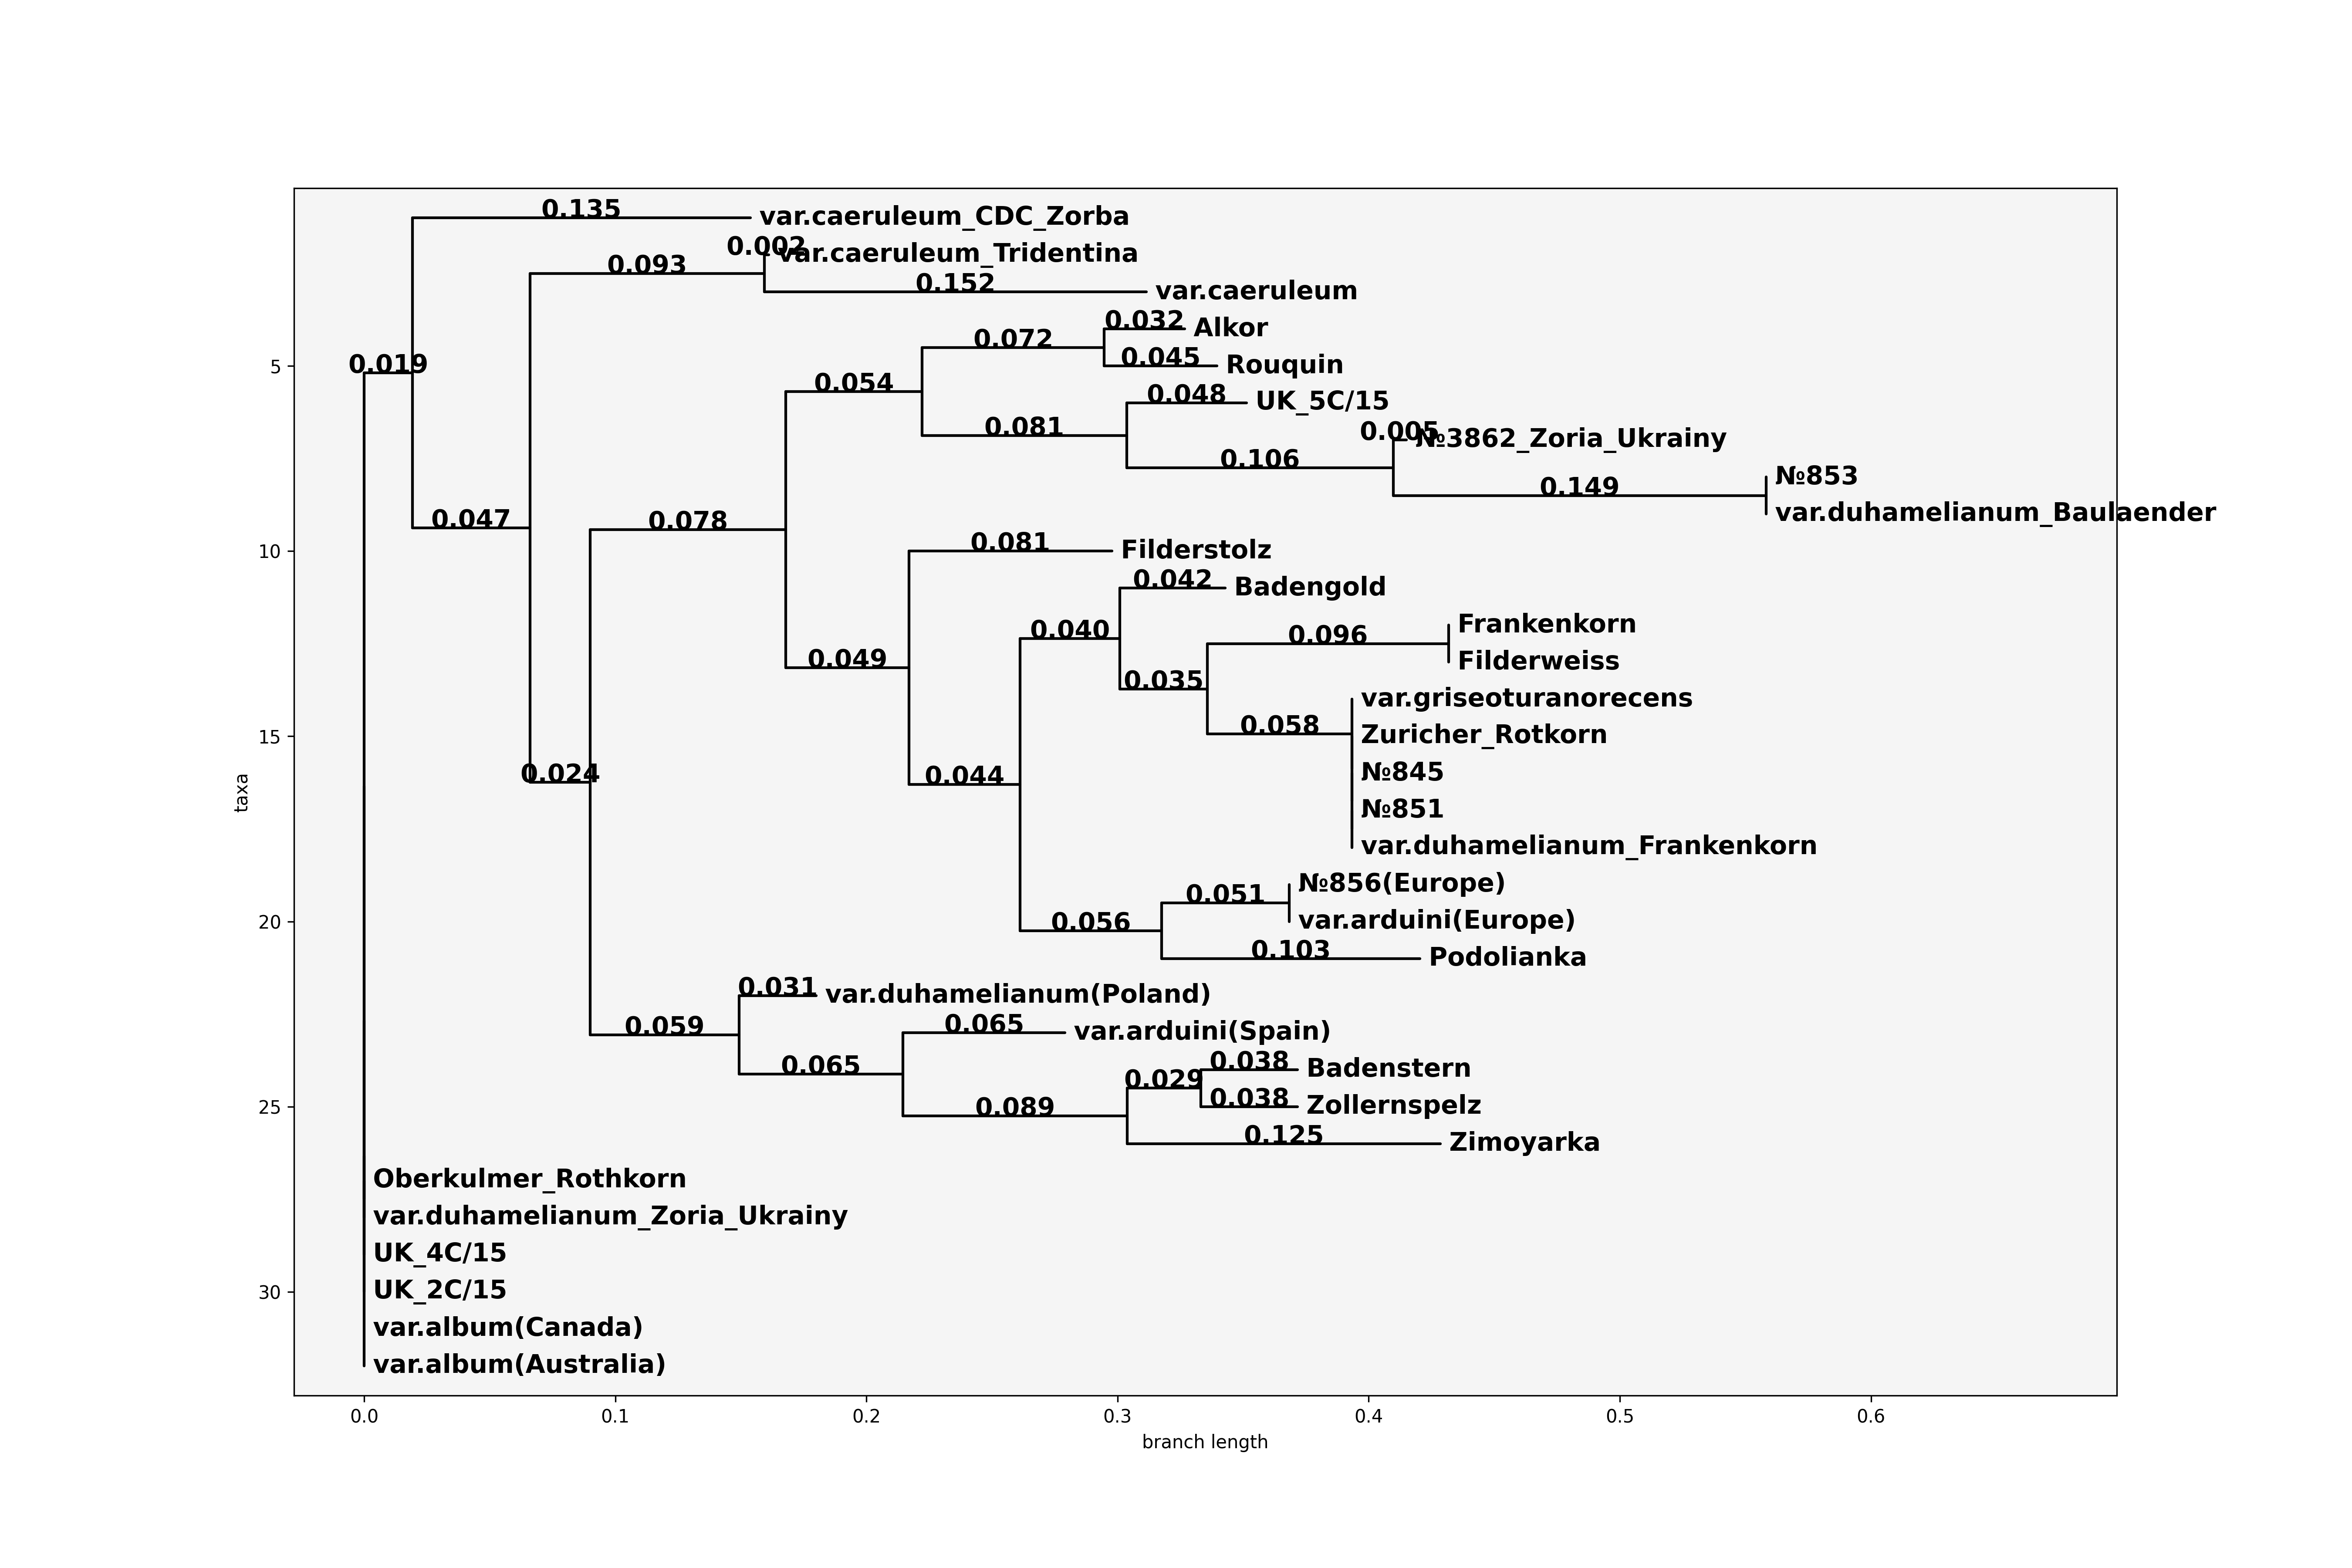 0.135 var.caeruleum_CDC_Zorba
0.002 var.caeruleum_Tridentina
0.093
0.152 var.caeruleum
0.032 Alkor
0.072
0.019
0.045 Rouquin
0.054
0.048 UK_5C/15
0.081
0.005 №3862_Zoria_Ukrainy
0.106
№853
0.149
var.duhamelianum_Baulaender
0.047
0.078
0.081 Filderstolz
0.042 Badengold
Frankenkorn
0.040
0.096
Filderweiss
0.049
0.035
var.griseoturanorecens
0.058
Zuricher_Rotkorn
0.024
0.044
№845
№851
var.duhamelianum_Frankenkorn
№856(Europe)
0.051
var.arduini(Europe)
0.056
0.103 Podolianka
0.031 var.duhamelianum(Poland)
0.059
0.065 var.arduini(Spain)
0.065
0.038 Badenstern
0.029
0.038 Zollernspelz
0.089
0.125 Zimoyarka
Oberkulmer_Rothkorn
var.duhamelianum_Zoria_Ukrainy
UK_4C/15
UK_2C/15
var.album(Canada)
var.album(Australia)
5
10
15
20
25
30
taxa
0.0 0.1 0.2 0.3 0.4 0.5 0.6
branch length